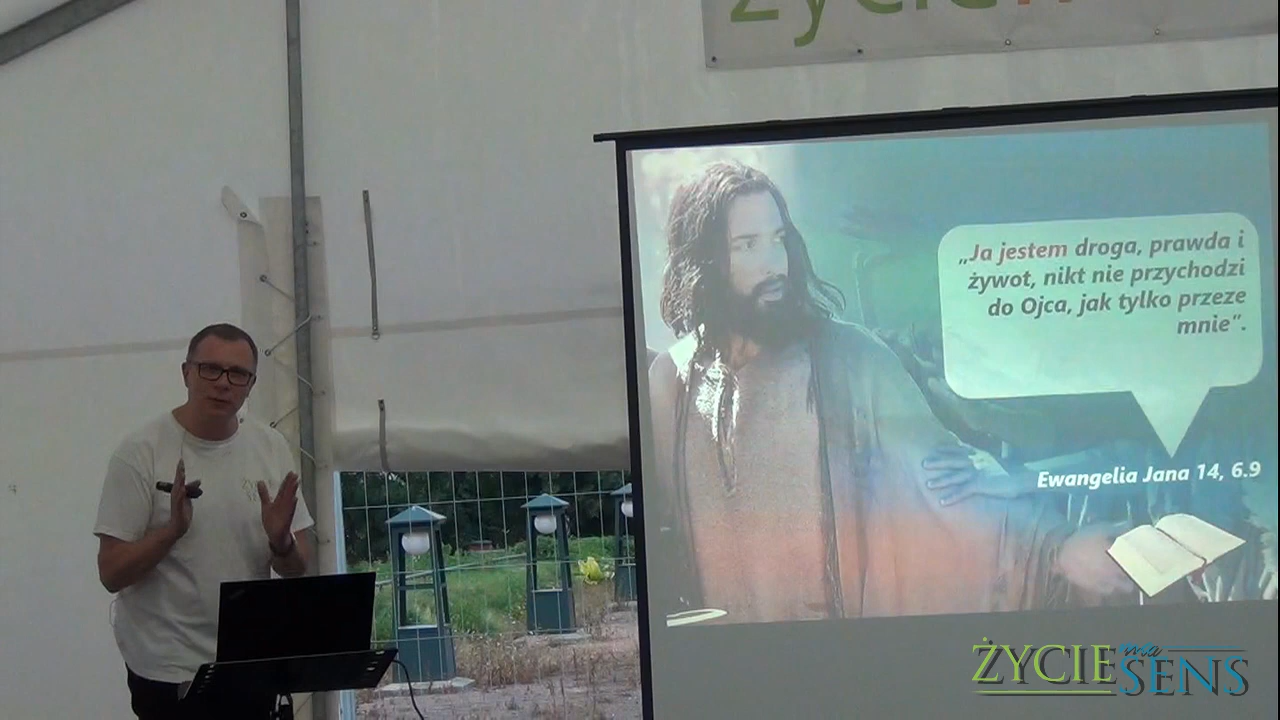 życie
„Ja jestem droga, prawda i
żywot, nikt nie przychodzi
do Ojca, jak tylko przeze
mnie”.
Ewangelia Jana 14, 6.9
ŻYCIE ma
SENS